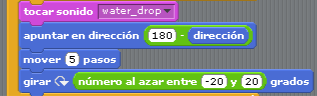 tocar sonido water_drop
apuntar en dirección 180 - dirección
mover 5 pasos
girar número al azar entre -20 y 20 grados